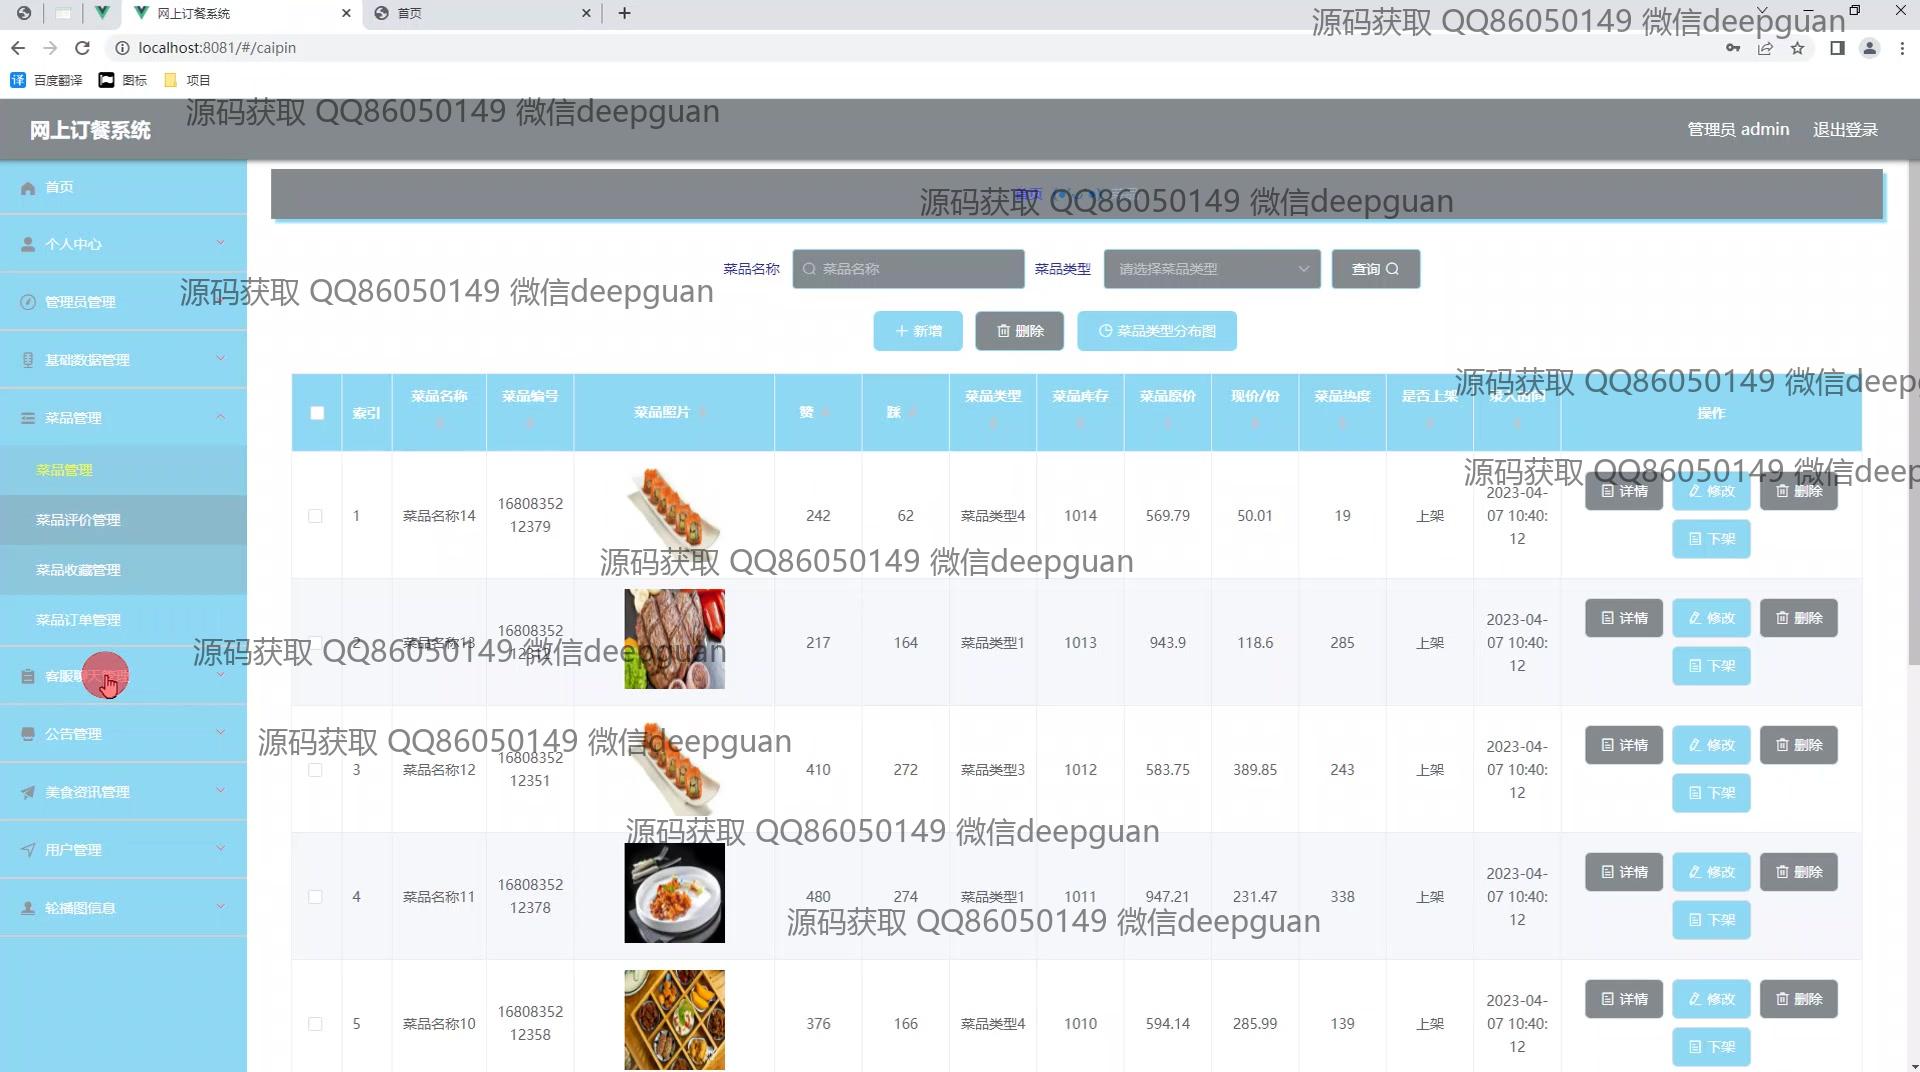 网上订餐系统
首页
localhost:8081/#/caipin
百度翻译 图标 项目
源码获取 QQ86050149 微信deepguan
源码获取 QQ86050149 微信deepguan
网上订餐系统
管理员 admin 退出登录
首页
源码获取 QQ86050149 微信deepguan
首页
个人中心
管理员管理
基础数据管理
菜品管理
菜品管理
菜品评价管理
菜品收藏管理
菜品订单管理
客服聊天管理
公告管理
美食资讯管理
用户管理
轮播图信息
菜品名称 菜品名称 菜品类型 请选择菜品类型 查询
源码获取 QQ86050149 微信deepguan
新增 删除 菜品类型分布图
源码获取 QQ86050149 微信deep
索引 菜品名称 菜品编号 菜品照片 赞 踩 菜品类型 菜品库存 菜品原价 现价/份 菜品热度 是否上架 录入时间 操作
源码获取 QQ86050149 微信deep
1 菜品名称14 1680835212379 242 62 菜品类型4 1014 569.79 50.01 19 上架 2023-04-07 10:40:12 详情 修改 删除 下架
源码获取 QQ86050149 微信deepguan
2 菜品名称13 16808352 217 164 菜品类型1 1013 943.9 118.6 285 上架 2023-04-07 10:40:12 详情 修改 删除 下架
源码获取 QQ86050149 微信deepguan
源码获取 QQ86050149 微信deepguan
3 菜品名称12 1680835212351 410 272 菜品类型3 1012 583.75 389.85 243 上架 2023-04-07 10:40:12 详情 修改 删除 下架
源码获取 QQ86050149 微信deepguan
4 菜品名称11 1680835212378 480 274 菜品类型1 1011 947.21 231.47 338 上架 2023-04-07 10:40:12 详情 修改 删除 下架
源码获取 QQ86050149 微信deepguan
5 菜品名称10 1680835212358 376 166 菜品类型4 1010 594.14 285.99 139 上架 2023-04-07 10:40:12 详情 修改 删除 下架